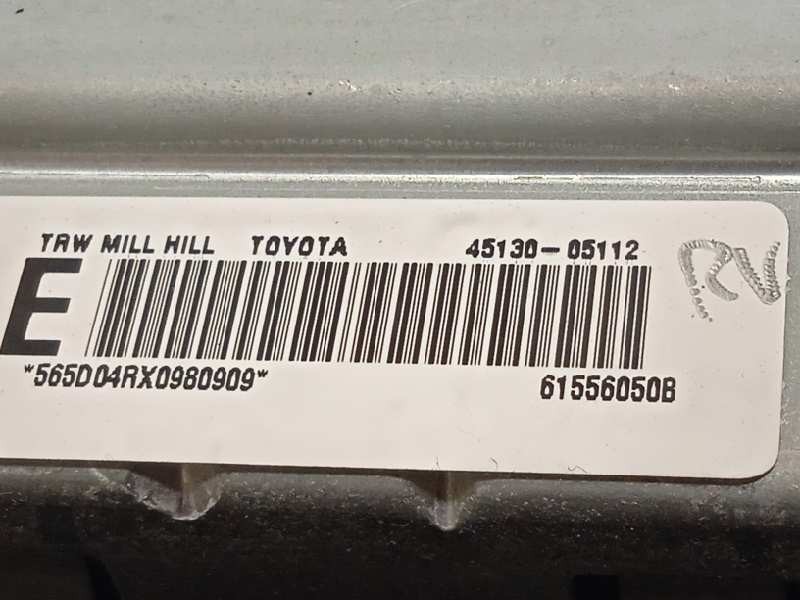 TRW MILL HILL TOYOTA 45130-05112
E
*565D04RX0980909* 61556050B